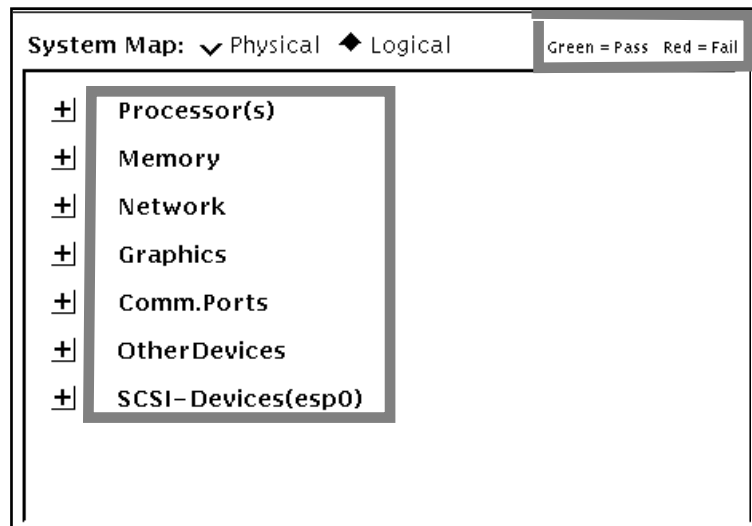 System Map: Physical Logical Green = Pass Red = Fail
Processor(s)
Memory
Network
Graphics
Comm.Ports
OtherDevices
SCSI-Devices(esp0)